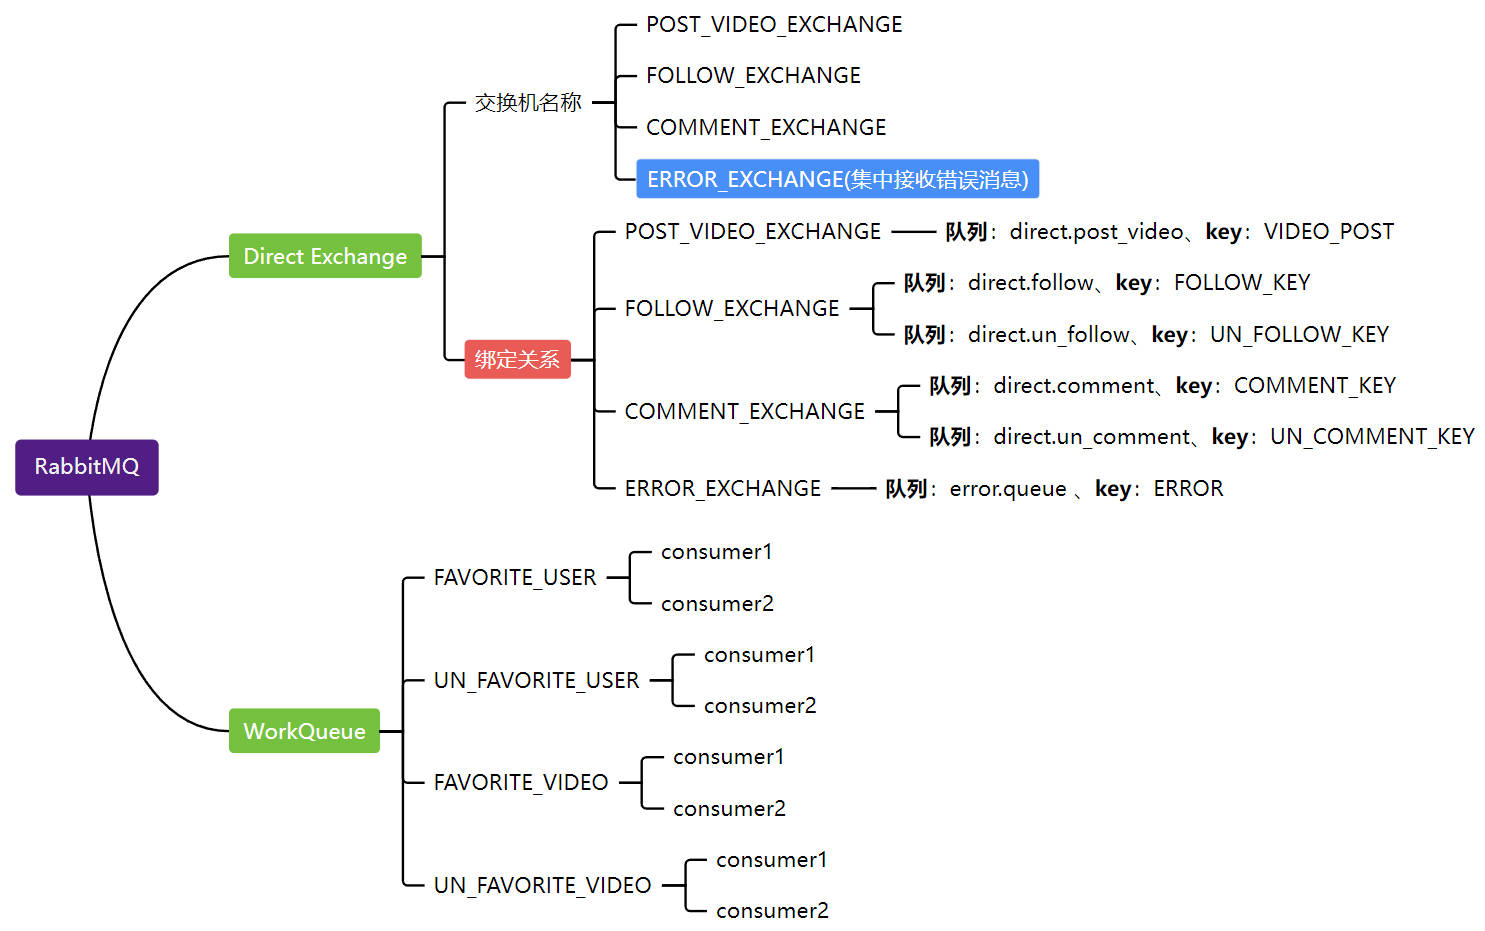 RabbitMQ
Direct Exchange
交换机名称
POST_VIDEO_EXCHANGE
FOLLOW_EXCHANGE
COMMENT_EXCHANGE
ERROR_EXCHANGE(集中接收错误消息)
绑定关系
POST_VIDEO_EXCHANGE
队列：direct.post_video、key：VIDEO_POST
FOLLOW_EXCHANGE
队列：direct.follow、key：FOLLOW_KEY
队列：direct.un_follow、key：UN_FOLLOW_KEY
COMMENT_EXCHANGE
队列：direct.comment、key：COMMENT_KEY
队列：direct.un_comment、key：UN_COMMENT_KEY
ERROR_EXCHANGE
队列：error.queue 、key：ERROR
WorkQueue
FAVORITE_USER
consumer1
consumer2
UN_FAVORITE_USER
consumer1
consumer2
FAVORITE_VIDEO
consumer1
consumer2
UN_FAVORITE_VIDEO
consumer1
consumer2